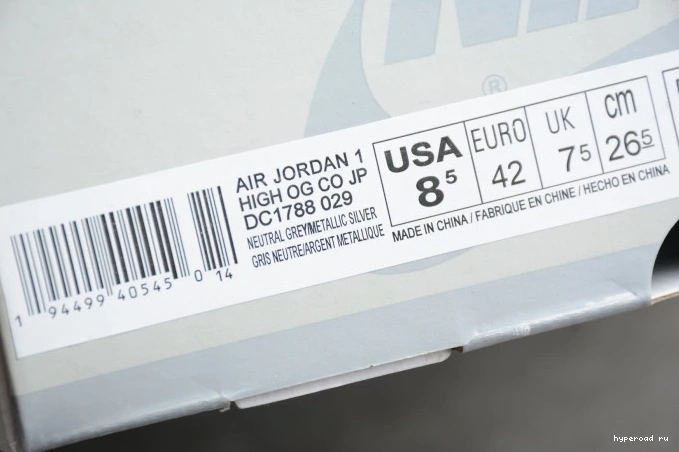 NIKE
®
AIR JORDAN 1
HIGH OG CO JP
DC1788 029
NEUTRAL GREY/METALLIC SILVER
GRIS NEUTRE/ARGENT METALLIQUE
USA
8 5
EURO
42
UK
7 5
cm
26 5
MADE IN CHINA / FABRIQUE EN CHINE / HECHO EN CHINA
1 94499 40545 0 14
hyperoad ru